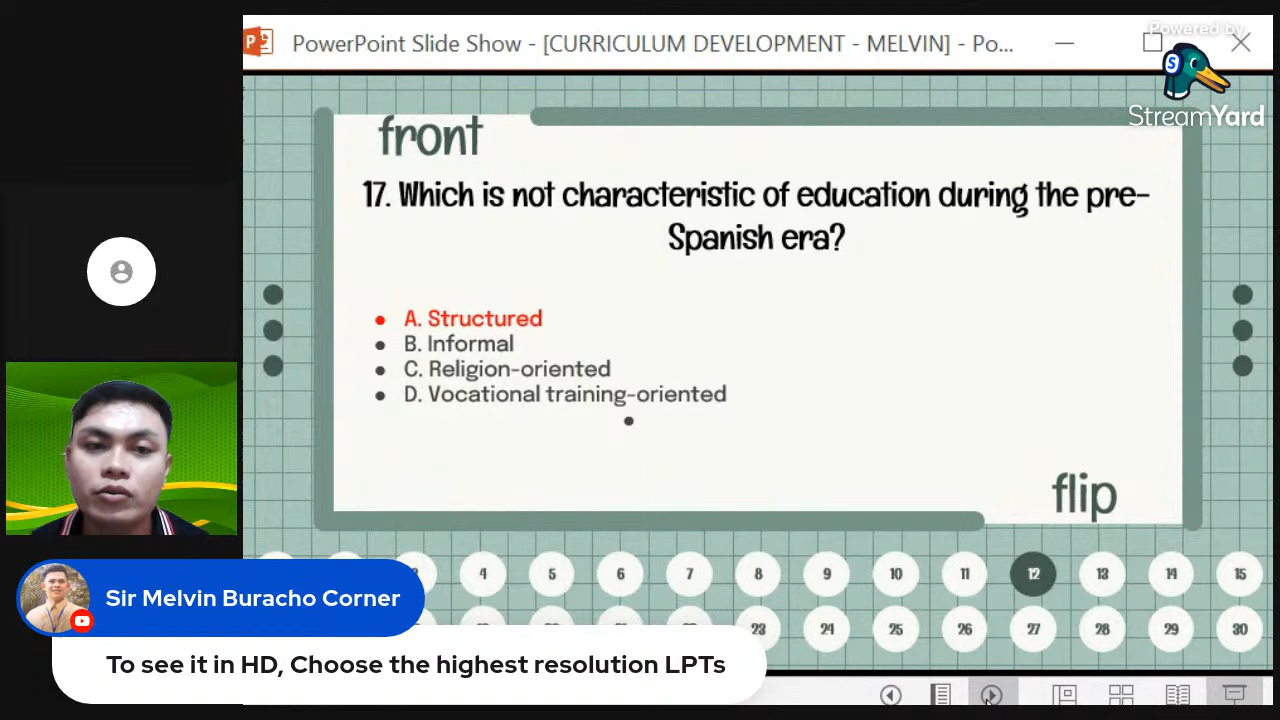 PowerPoint Slide Show - [CURRICULUM DEVELOPMENT - MELVIN] - Po...
Powered by
StreamYard
front
17. Which is not characteristic of education during the pre-
Spanish era?
• A. Structured
• B. Informal
• C. Religion-oriented
• D. Vocational training-oriented
•
flip
4 5 6 7 8 9 10 11 12 13 14 15
23 24 25 26 27 28 29 30
Sir Melvin Buracho Corner
To see it in HD, Choose the highest resolution LPTs